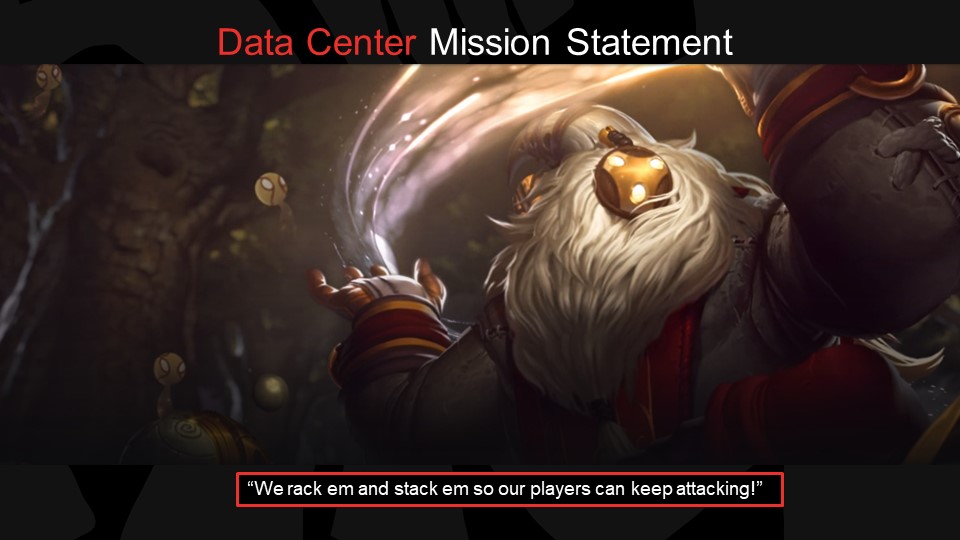 Data Center Mission Statement
“We rack em and stack em so our players can keep attacking!”